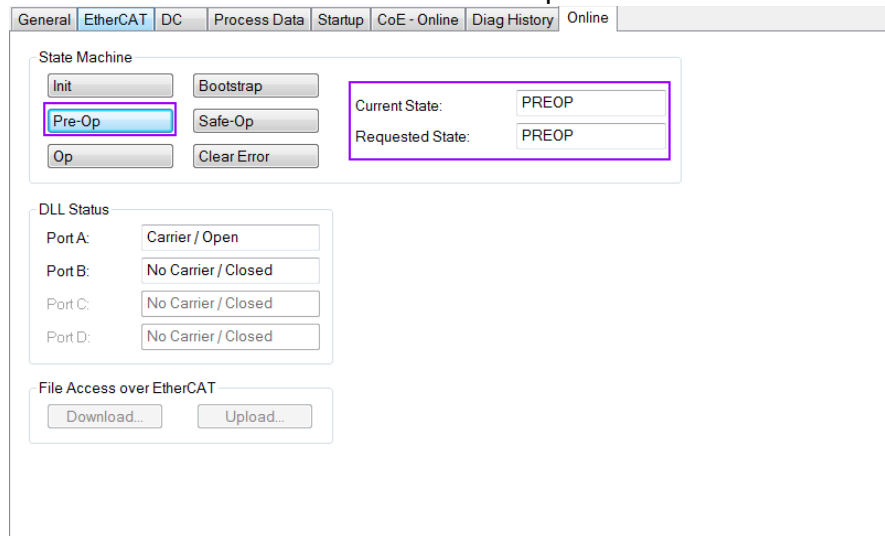 General EtherCAT DC Process Data Startup CoE - Online Diag History Online
State Machine
Init Bootstrap
Current State: PREOP
Pre-Op Safe-Op
Requested State: PREOP
Op Clear Error
DLL Status
Port A: Carrier / Open
Port B: No Carrier / Closed
Port C: No Carrier / Closed
Port D: No Carrier / Closed
File Access over EtherCAT
Download... Upload...